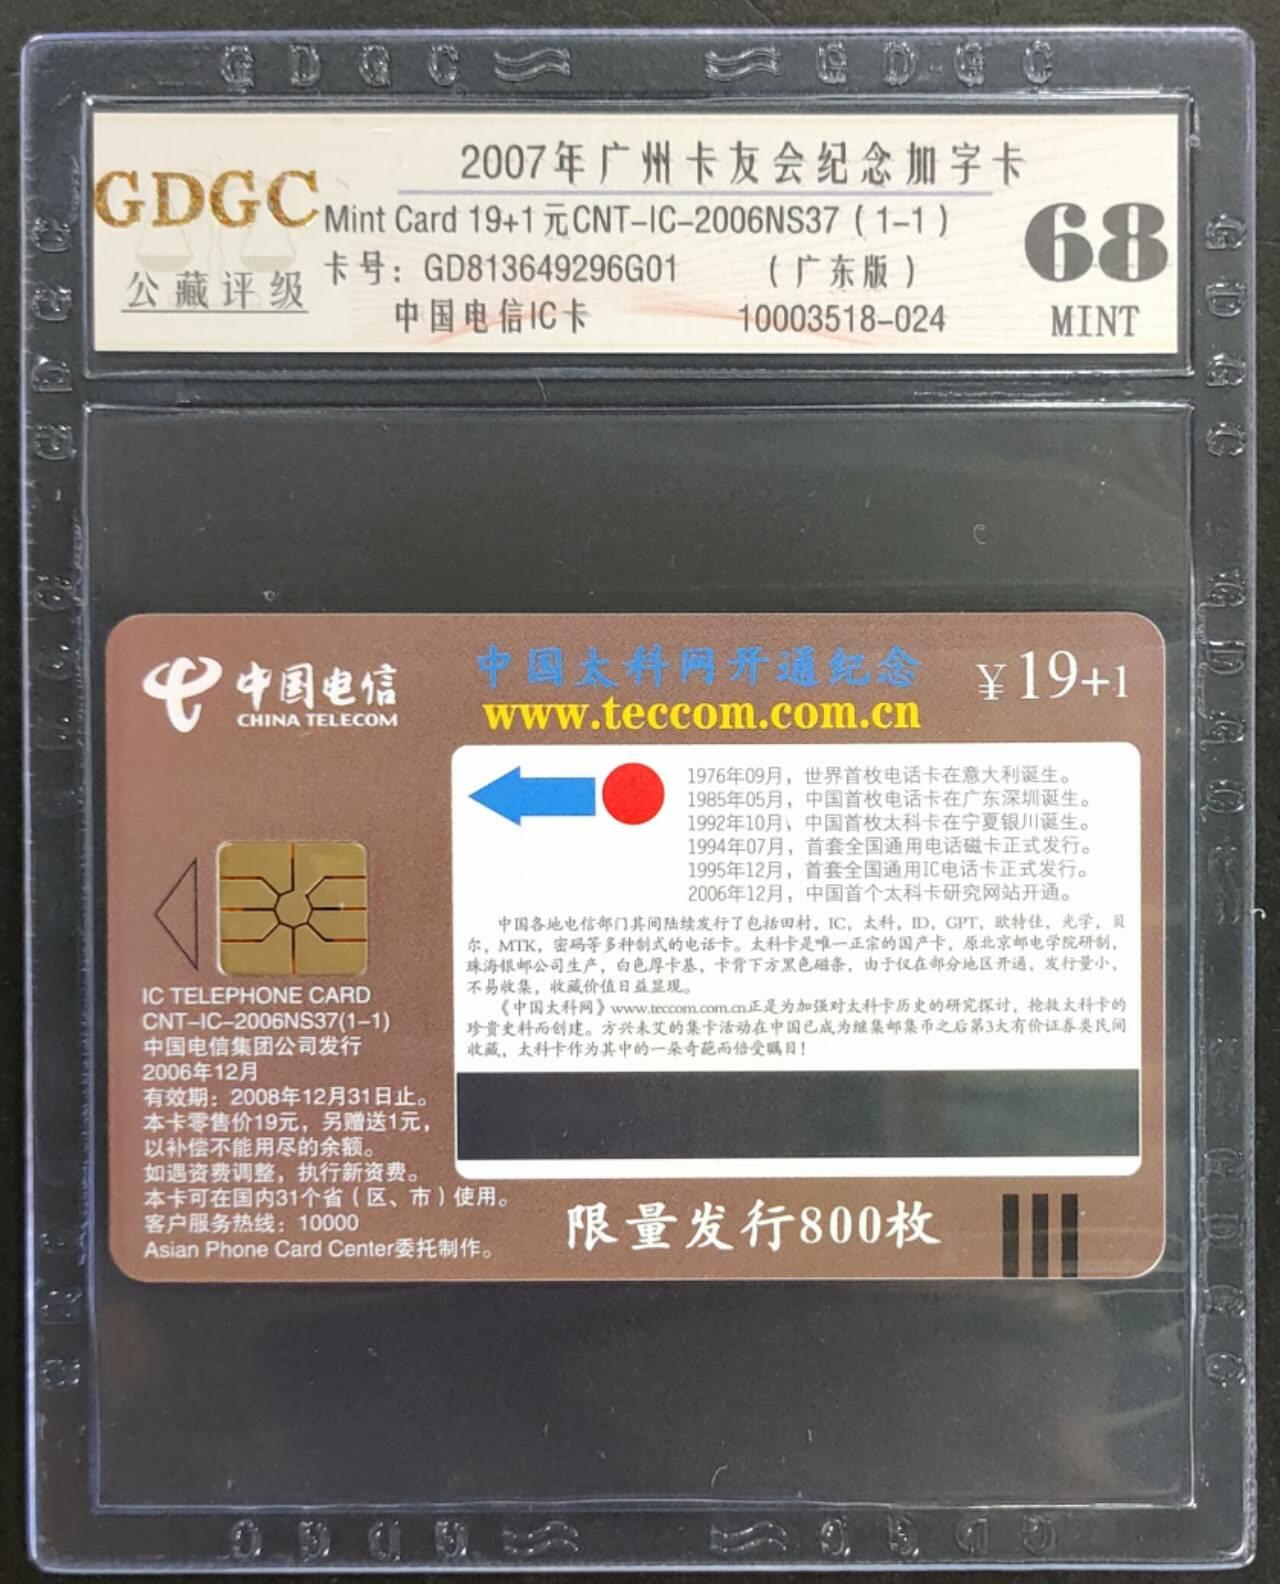 GDGC GDGC
2007年广州卡友会纪念加字卡
GDGC
公藏评级
Mint Card 19+1元CNT-IC-2006NS37（1-1）
卡号：GD813649296G01 （广东版）
中国电信IC卡 10003518-024
68
MINT
中国电信
CHINA TELECOM
中国太科网开通纪念
www.teccom.com.cn
¥19+1
1976年09月，世界首枚电话卡在意大利诞生。
1985年05月，中国首枚电话卡在广东深圳诞生。
1992年10月，中国首枚太科卡在宁夏银川诞生。
1994年07月，首套全国通用电话磁卡正式发行。
1995年12月，首套全国通用IC电话卡正式发行。
2006年12月，中国首个太科卡研究网站开通。
中国各地电信部门其间陆续发行了包括田村，IC，太科，ID，GPT，欧特佳，光学，贝
尔，MTK，密码等多种制式的电话卡。太科卡是唯一正宗的国产卡，原北京邮电学院研制，
珠海银邮公司生产，白色厚卡基，卡背下方黑色磁条，由于仅在部分地区开通，发行量小，
不易收集，收藏价值日益显现。
《中国太科网》www.teccom.com.cn正是为加强对太科卡历史的研究探讨，抢救太科卡的
珍贵史料而创建。方兴未艾的集卡活动在中国已成为继集邮集币之后第3大有价证券类民间
收藏，太科卡作为其中的一朵奇葩而倍受瞩目！
IC TELEPHONE CARD
CNT-IC-2006NS37(1-1)
中国电信集团公司发行
2006年12月
有效期：2008年12月31日止。
本卡零售价19元，另赠送1元，
以补偿不能用尽的余额。
如遇资费调整，执行新资费。
本卡可在国内31个省（区、市）使用。
客户服务热线：10000
Asian Phone Card Center委托制作。
限量发行800枚